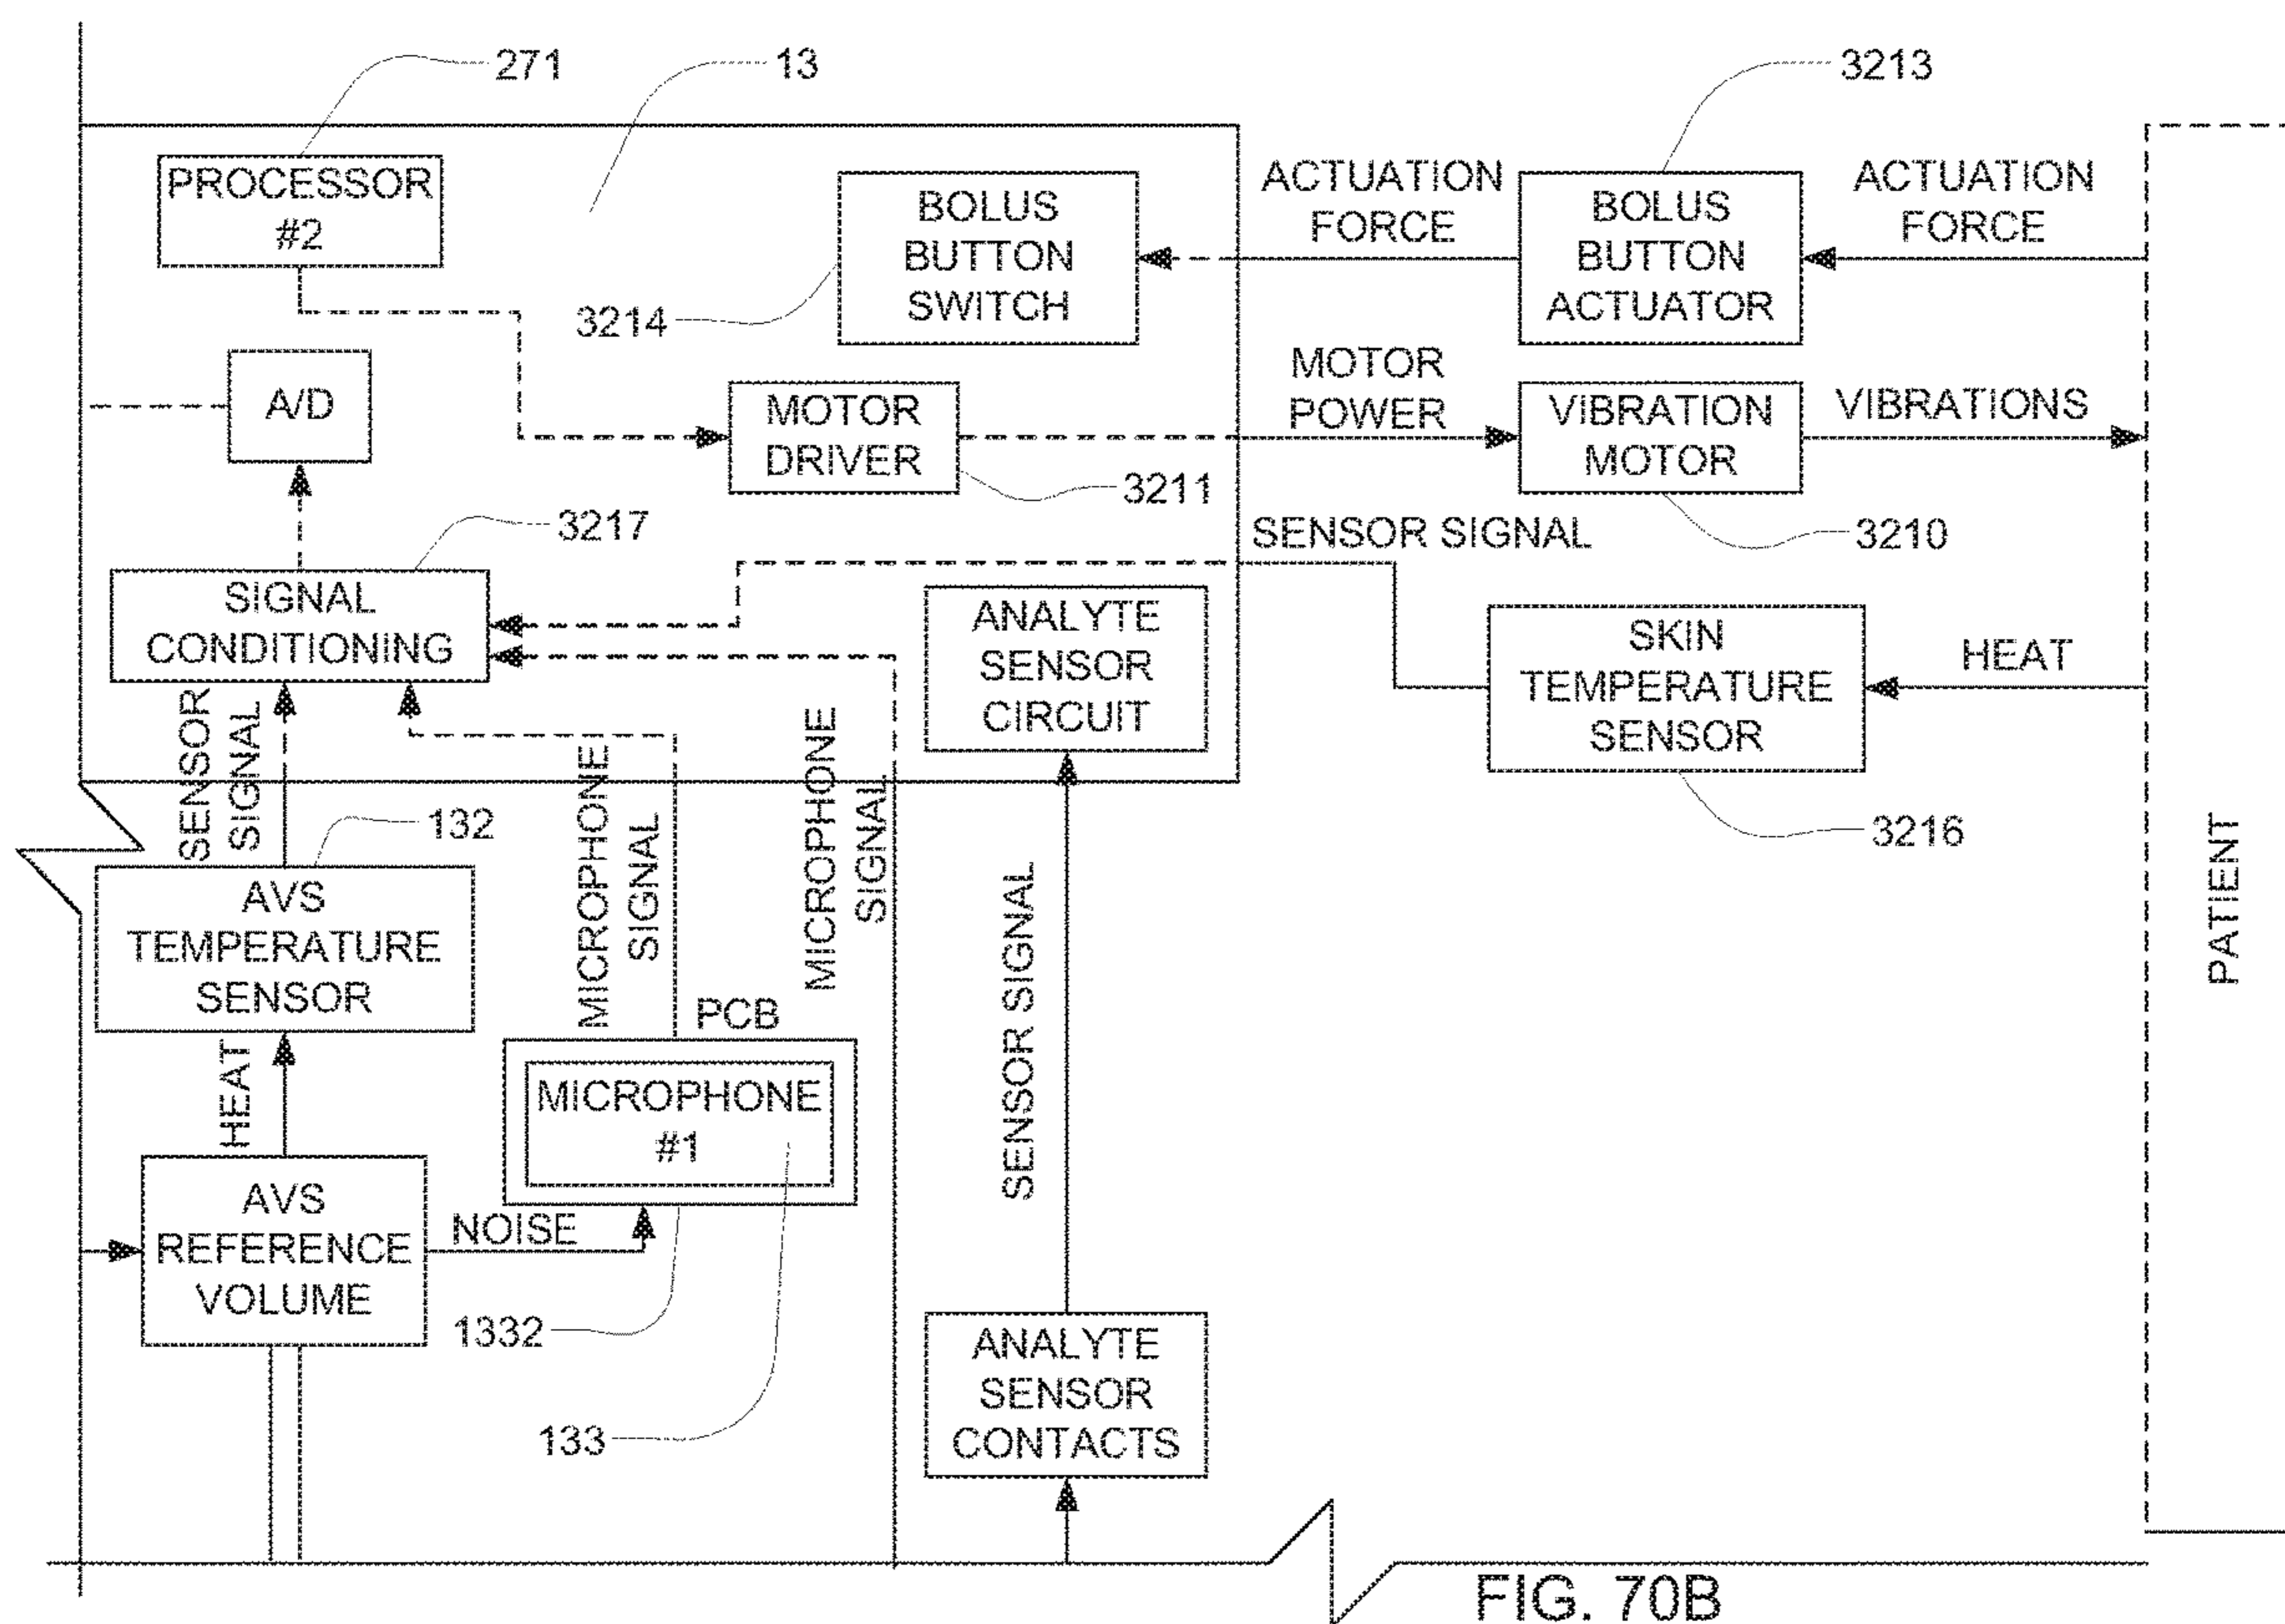 271
13
3213
PROCESSOR
#2
BOLUS
BUTTON
SWITCH
ACTUATION
FORCE
BOLUS
BUTTON
ACTUATOR
ACTUATION
FORCE
3214
A/D
MOTOR
DRIVER
MOTOR
POWER
VIBRATION
MOTOR
VIBRATIONS
3211
3217
SENSOR SIGNAL
3210
SIGNAL
CONDITIONING
ANALYTE
SENSOR
CIRCUIT
SKIN
TEMPERATURE
SENSOR
HEAT
SENSOR
SIGNAL
MICROPHONE
SIGNAL
MICROPHONE
SIGNAL
132
3216
AVS
TEMPERATURE
SENSOR
SENSOR SIGNAL
PATIENT
PCB
HEAT
MICROPHONE
#1
AVS
REFERENCE
VOLUME
NOISE
1332
ANALYTE
SENSOR
CONTACTS
133
FIG. 70B